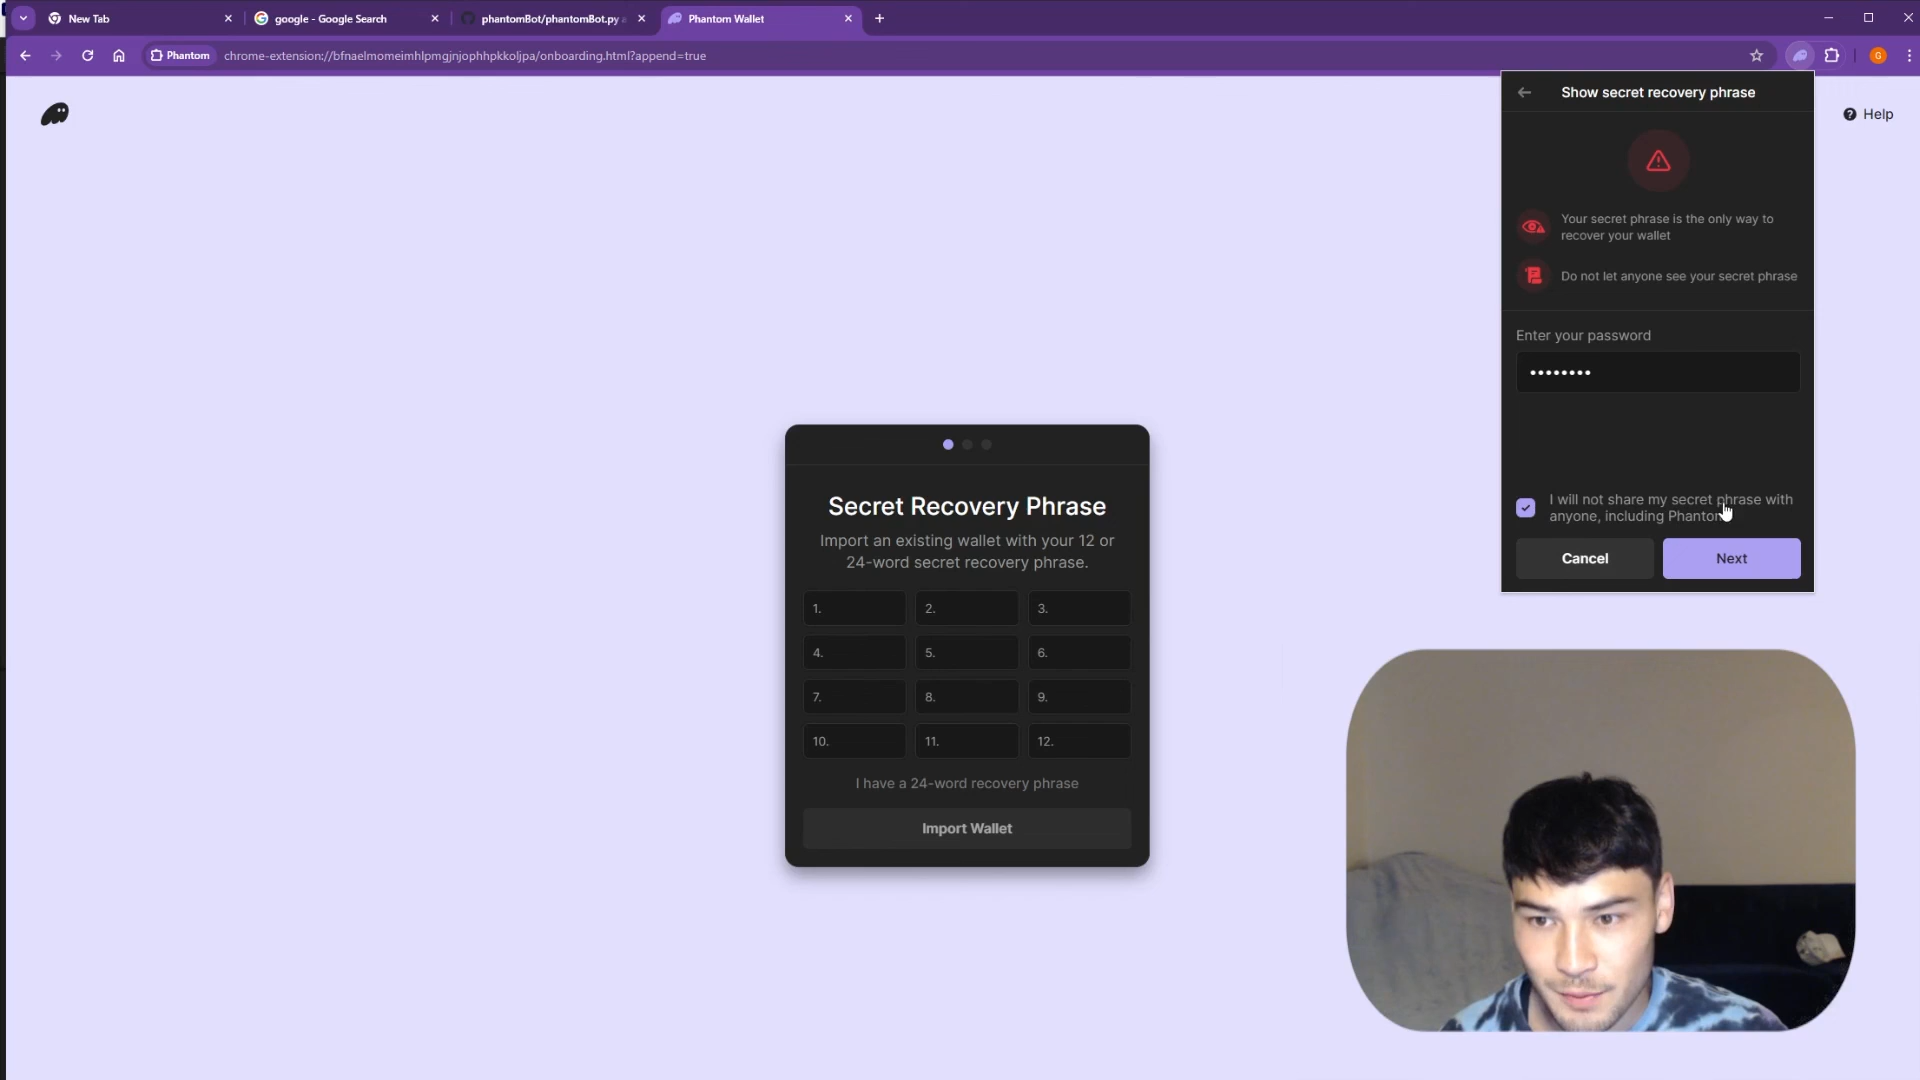 New Tab
google - Google Search
phantomBot/phantomBot.py
Phantom Wallet
Phantom
chrome-extension://bfnaelmomeimhlpmgjnjophhpkkoljpa/onboarding.html?append=true
G
Show secret recovery phrase
Help
Your secret phrase is the only way to
recover your wallet
Do not let anyone see your secret phrase
Enter your password
••••••••
I will not share my secret phrase with
anyone, including Phantom
Cancel
Next
Secret Recovery Phrase
Import an existing wallet with your 12 or
24-word secret recovery phrase.
1.
2.
3.
4.
5.
6.
7.
8.
9.
10.
11.
12.
I have a 24-word recovery phrase
Import Wallet